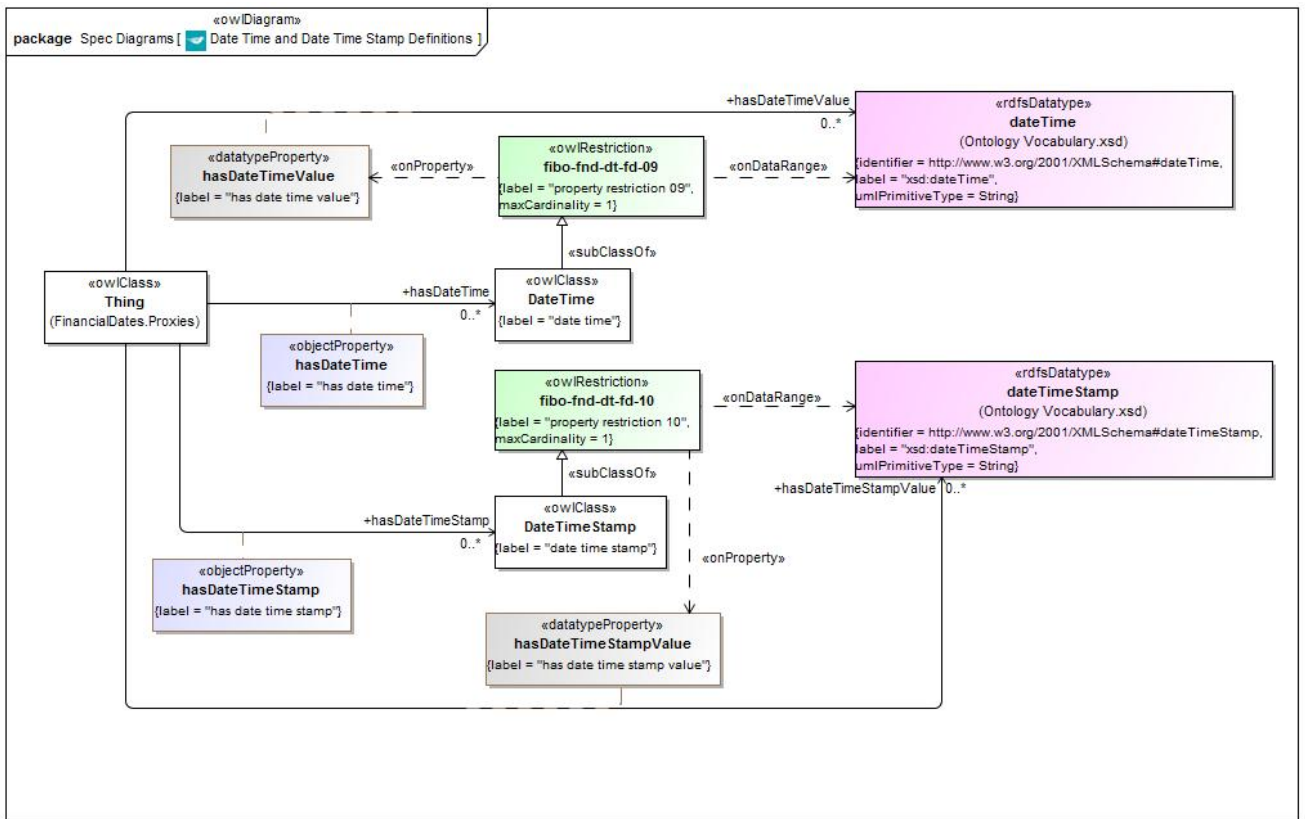 «owlDiagram»
package Spec Diagrams [ Date Time and Date Time Stamp Definitions ]
+hasDateTimeValue
0..*
«rdfsDatatype»
dateTime
(Ontology Vocabulary.xsd)
{identifier = http://www.w3.org/2001/XMLSchema#dateTime,
label = "xsd:dateTime",
umlPrimitiveType = String}
«datatypeProperty»
hasDateTimeValue
{label = "has date time value"}
«onProperty»
«owlRestriction»
fibo-fnd-dt-fd-09
{label = "property restriction 09",
maxCardinality = 1}
«onDataRange»
«subClassOf»
«owlClass»
Thing
(FinancialDates.Proxies)
+hasDateTime
0..*
«owlClass»
DateTime
{label = "date time"}
«objectProperty»
hasDateTime
{label = "has date time"}
«owlRestriction»
fibo-fnd-dt-fd-10
{label = "property restriction 10",
maxCardinality = 1}
«onDataRange»
«rdfsDatatype»
dateTimeStamp
(Ontology Vocabulary.xsd)
{identifier = http://www.w3.org/2001/XMLSchema#dateTimeStamp,
label = "xsd:dateTimeStamp",
umlPrimitiveType = String}
«subClassOf»
+hasDateTimeStampValue
0..*
+hasDateTimeStamp
0..*
«owlClass»
DateTimeStamp
{label = "date time stamp"}
«onProperty»
«objectProperty»
hasDateTimeStamp
{label = "has date time stamp"}
«datatypeProperty»
hasDateTimeStampValue
{label = "has date time stamp value"}